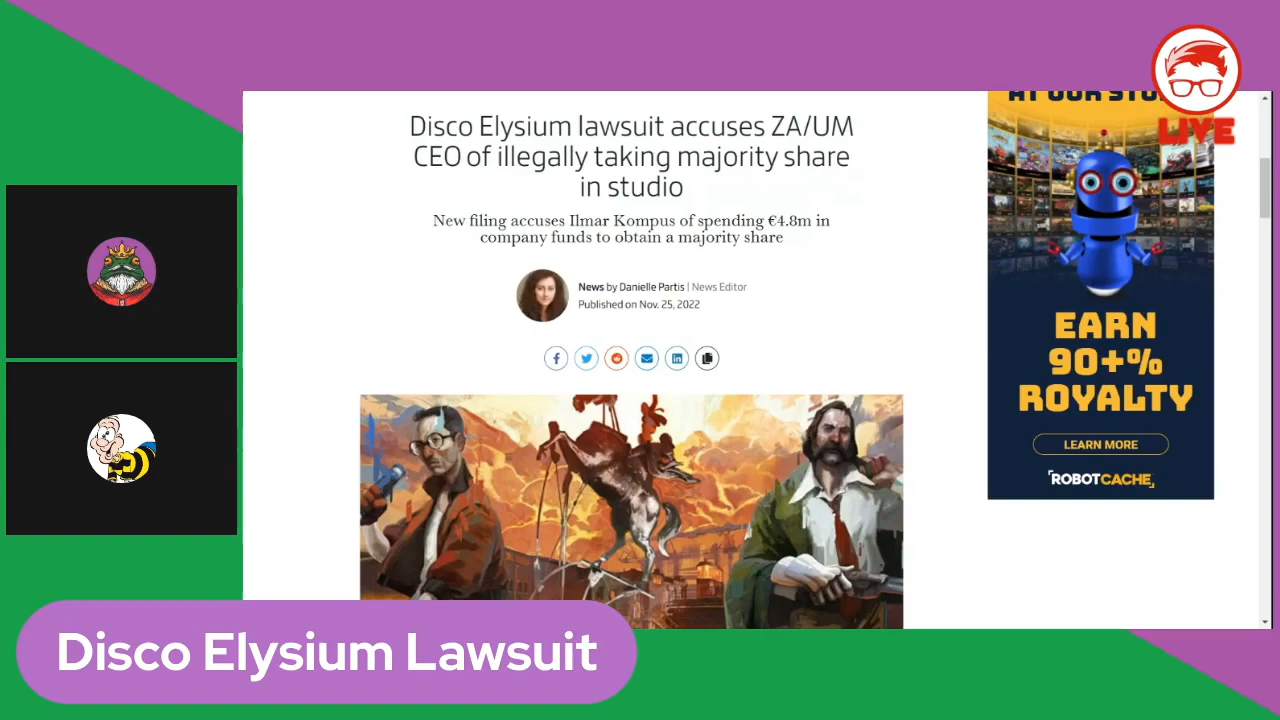 Disco Elysium lawsuit accuses ZA/UM
CEO of illegally taking majority share
in studio
New filing accuses Ilmar Kompus of spending €4.8m in
company funds to obtain a majority share
News by Danielle Partis | News Editor
Published on Nov. 25, 2022
AT OUR
LIVE
EARN
90+%
ROYALTY
LEARN MORE
ROBOTCACHE
Disco Elysium Lawsuit